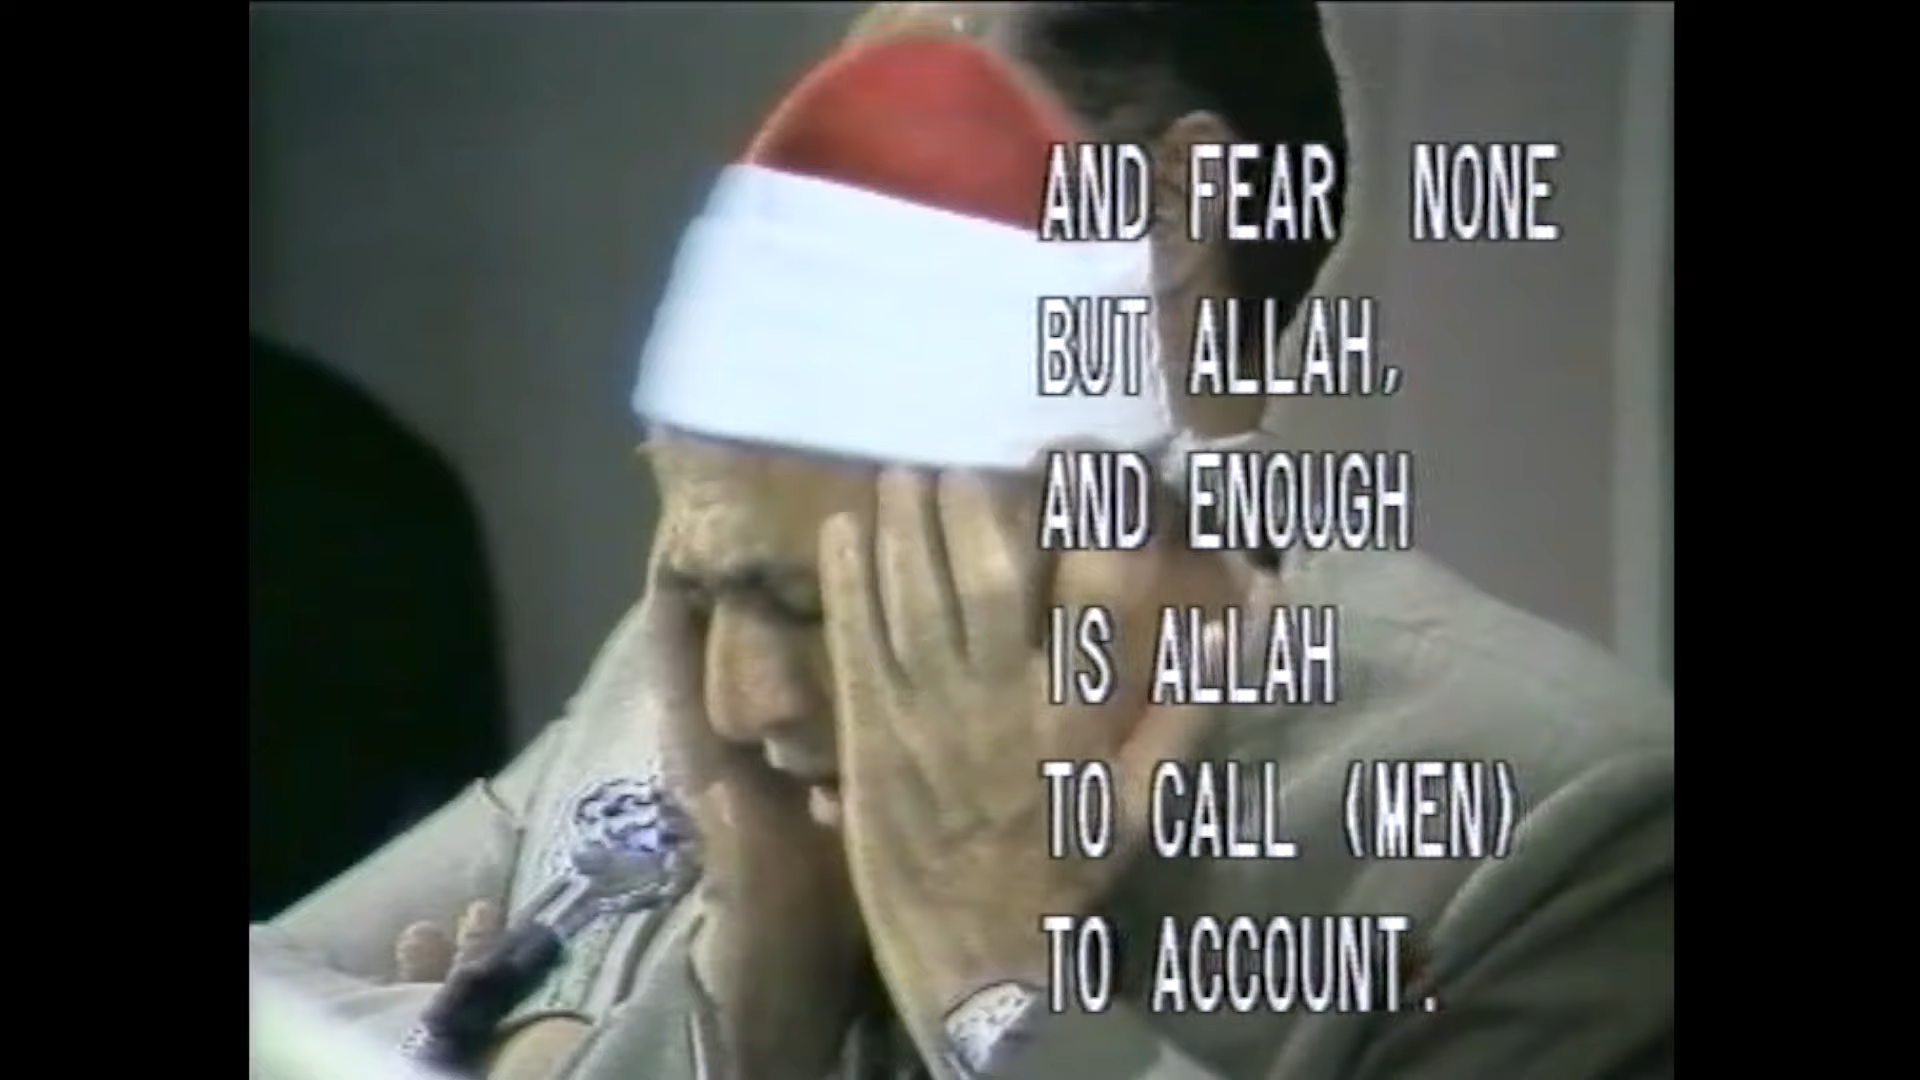 AND FEAR NONE
BUT ALLAH,
AND ENOUGH
IS ALLAH
TO CALL (MEN)
TO ACCOUNT.